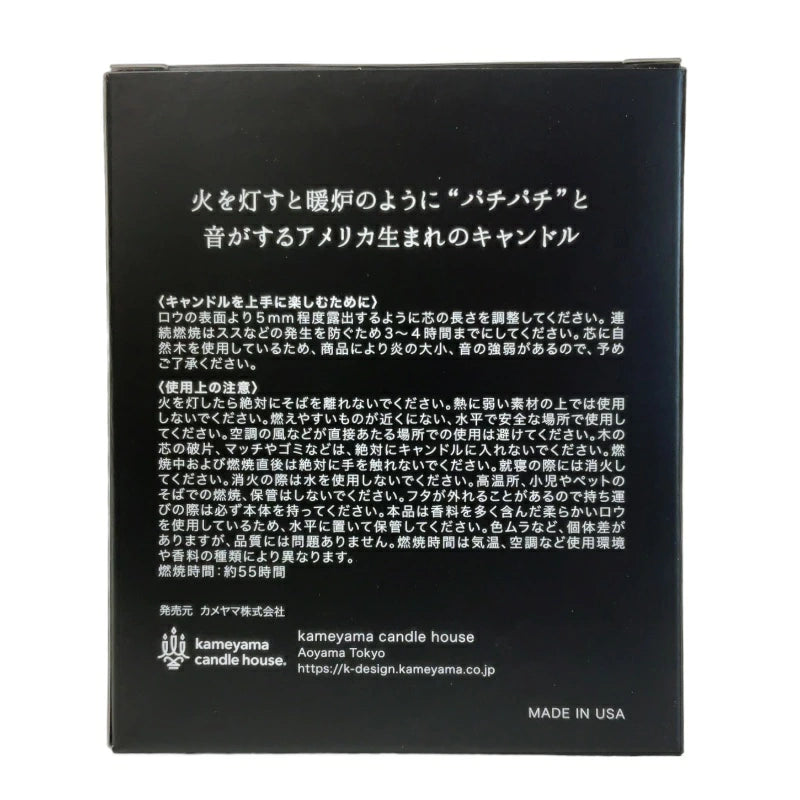 火を灯すと暖炉のように“パチパチ”と
音がするアメリカ生まれのキャンドル
〈キャンドルを上手に楽しむために〉
ロウの表面より5mm程度露出するように芯の長さを調整してください。連
続燃焼はススなどの発生を防ぐため3〜4時間までにしてください。芯に自
然木を使用しているため、商品により炎の大小、音の強弱があるので、予め
ご了承ください。
〈使用上の注意〉
火を灯したら絶対にそばを離れないでください。熱に弱い素材の上では使用
しないでください。燃えやすいものが近くにない、水平で安全な場所で使用し
てください。空調の風などが直接あたる場所での使用は避けてください。木の
芯の破片、マッチやゴミなどは、絶対にキャンドルに入れないでください。燃
焼中および燃焼直後は絶対に手を触れないでください。就寝の際には消火し
てください。消火の際は水を使用しないでください。高温所、小児やペットの
そばでの燃焼、保管はしないでください。フタが外れることがあるので持ち運
びの際は必ず本体を持ってください。本品は香料を多く含んだ柔らかいロウ
を使用しているため、水平に置いて保管してください。色ムラなど、個体差が
ありますが、品質には問題ありません。燃焼時間は気温、空調など使用環境
や香料の種類により異なります。
燃焼時間：約55時間
発売元 カメヤマ株式会社
kameyama
candle house.
kameyama candle house
Aoyama Tokyo
https://k-design.kameyama.co.jp
MADE IN USA